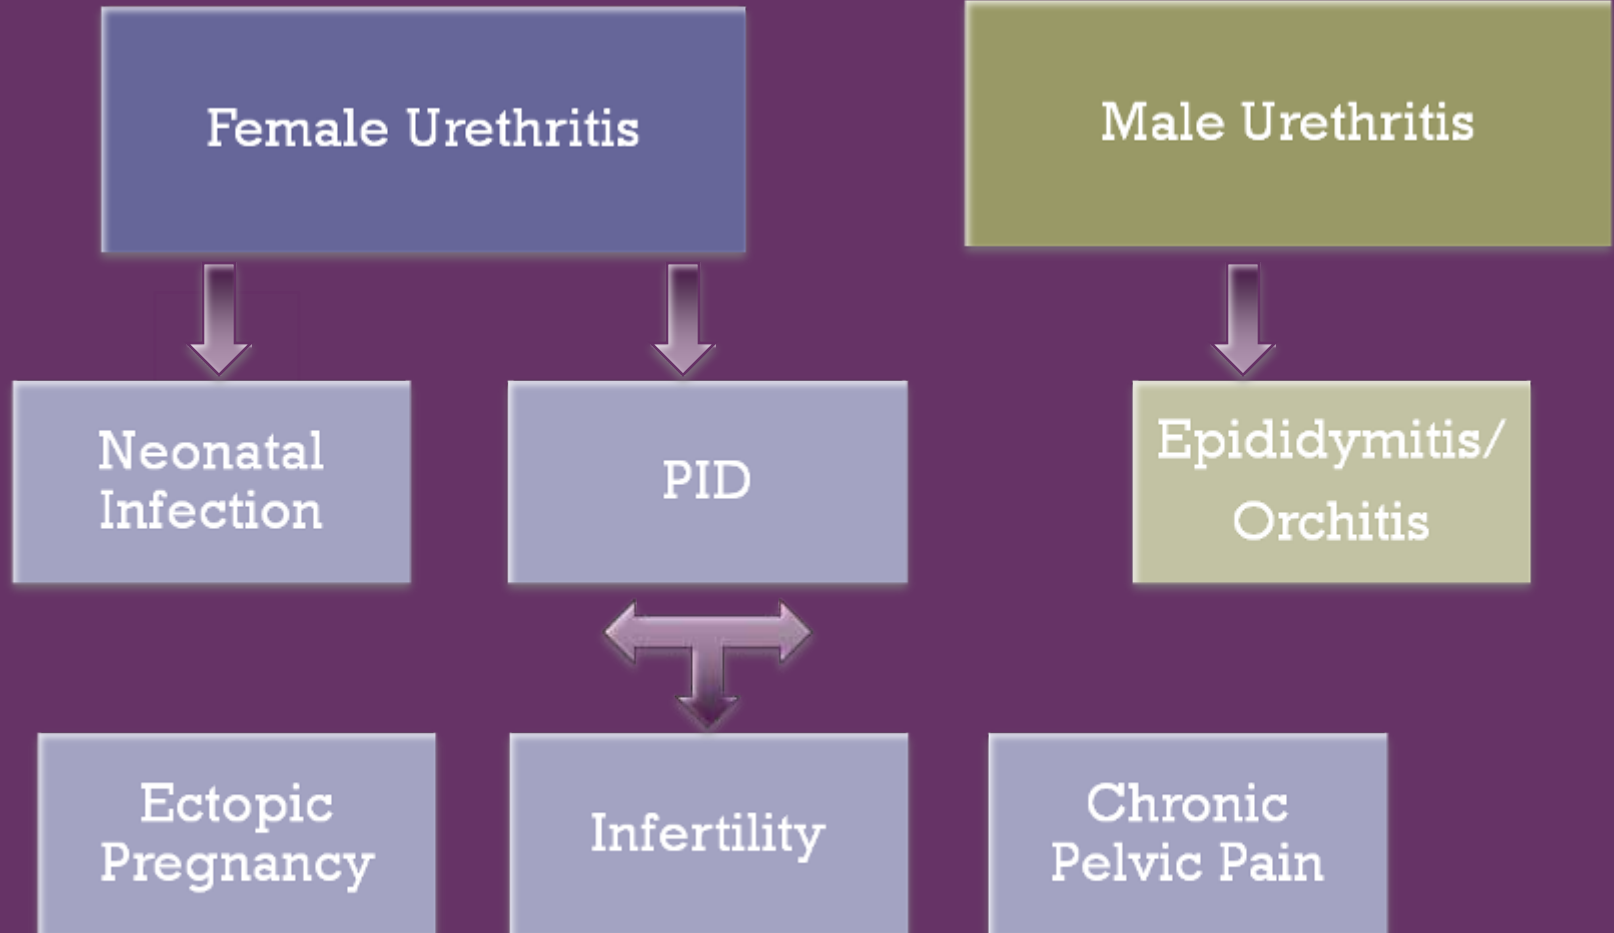 Female Urethritis
Male Urethritis
Neonatal
Infection
PID
Epididymitis/
Orchitis
Ectopic
Pregnancy
Infertility
Chronic
Pelvic Pain